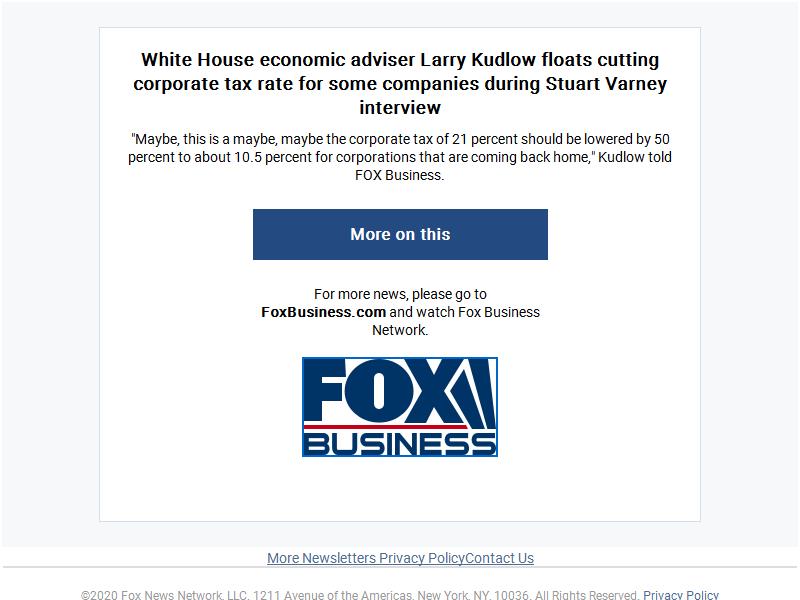 White House economic adviser Larry Kudlow floats cutting
corporate tax rate for some companies during Stuart Varney
interview
"Maybe, this is a maybe, maybe the corporate tax of 21 percent should be lowered by 50
percent to about 10.5 percent for corporations that are coming back home," Kudlow told
FOX Business.
More on this
For more news, please go to
FoxBusiness.com and watch Fox Business
Network.
FOX
BUSINESS
More Newsletters Privacy PolicyContact Us
©2020 Fox News Network, LLC. 1211 Avenue of the Americas, New York, NY, 10036. All Rights Reserved. Privacy Policy